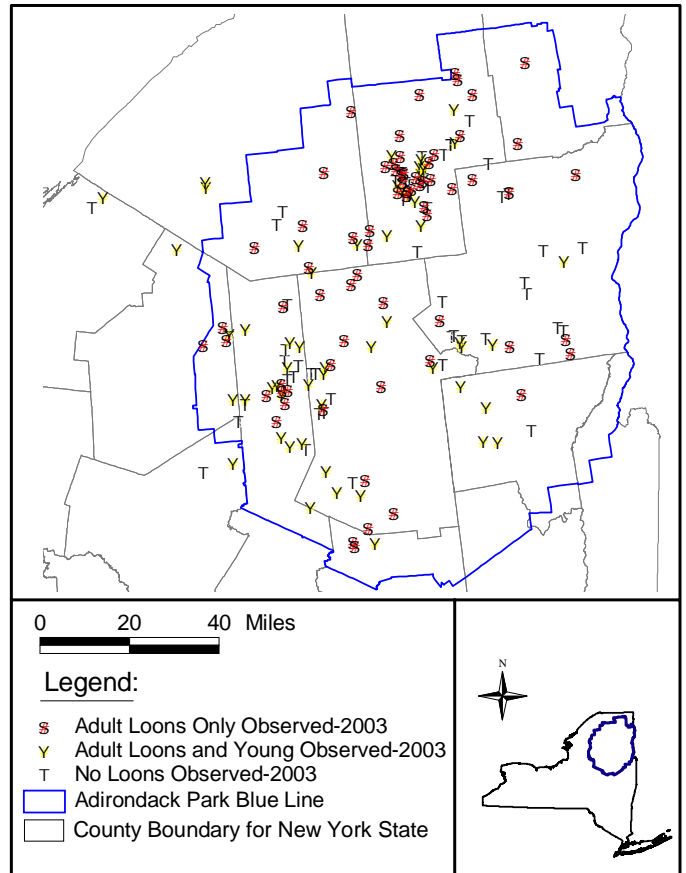 0 20 40 Miles
Legend:
S Adult Loons Only Observed-2003
Y Adult Loons and Young Observed-2003
T No Loons Observed-2003
Adirondack Park Blue Line
County Boundary for New York State
N